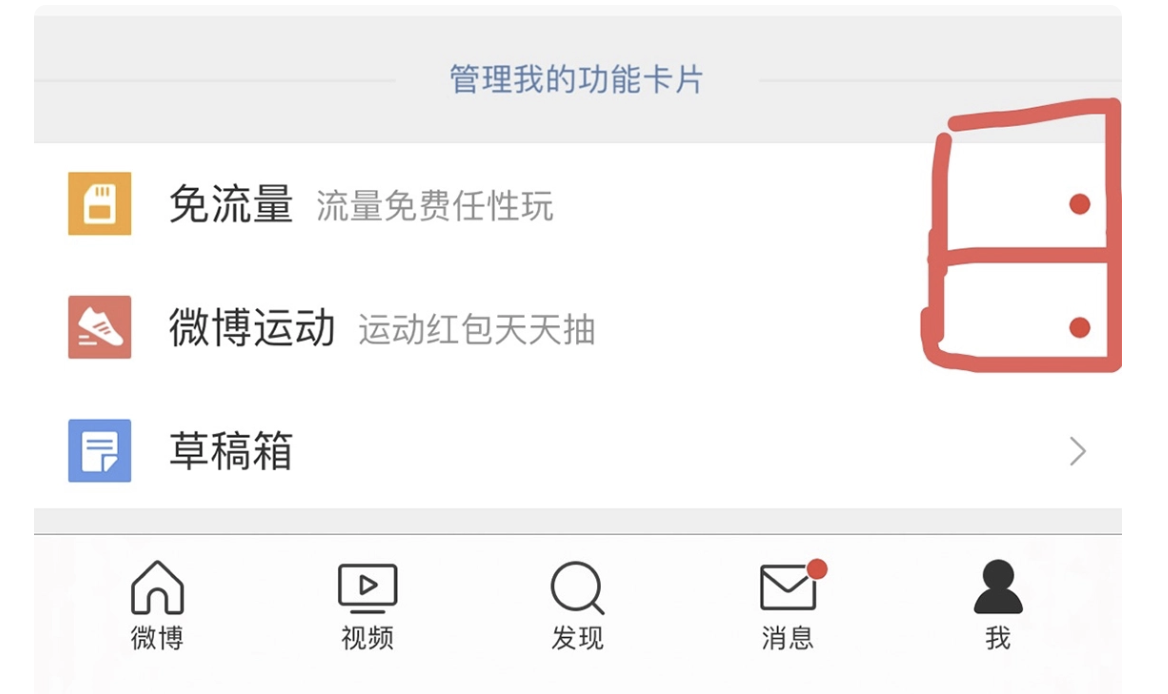 管理我的功能卡片
免流量 流量免费任性玩
微博运动 运动红包天天抽
草稿箱
微博 视频 发现 消息 我